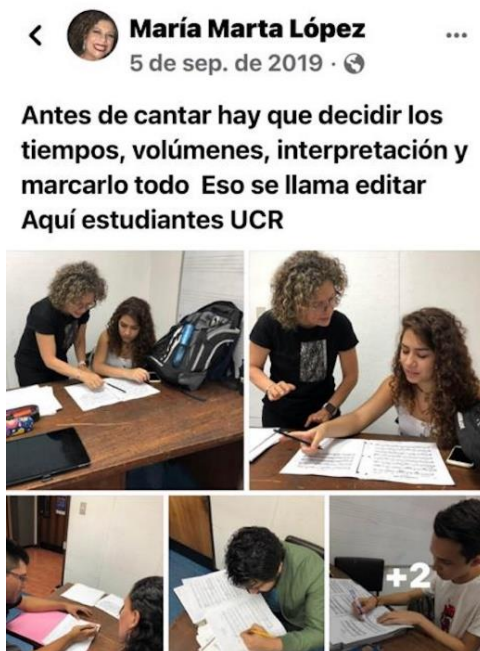 María Marta López
5 de sep. de 2019 ·
Antes de cantar hay que decidir los
tiempos, volúmenes, interpretación y
marcarlo todo Eso se llama editar
Aquí estudiantes UCR
+2